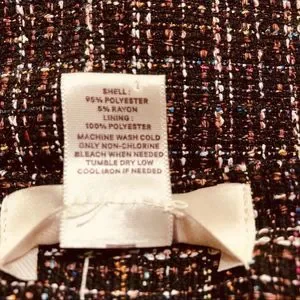 SHELL:
95% POLYESTER
5% RAYON
LINING:
100% POLYESTER
MACHINE WASH COLD
ONLY NON-CHLORINE
BLEACH WHEN NEEDED
TUMBLE DRY LOW
COOL IRON IF NEEDED